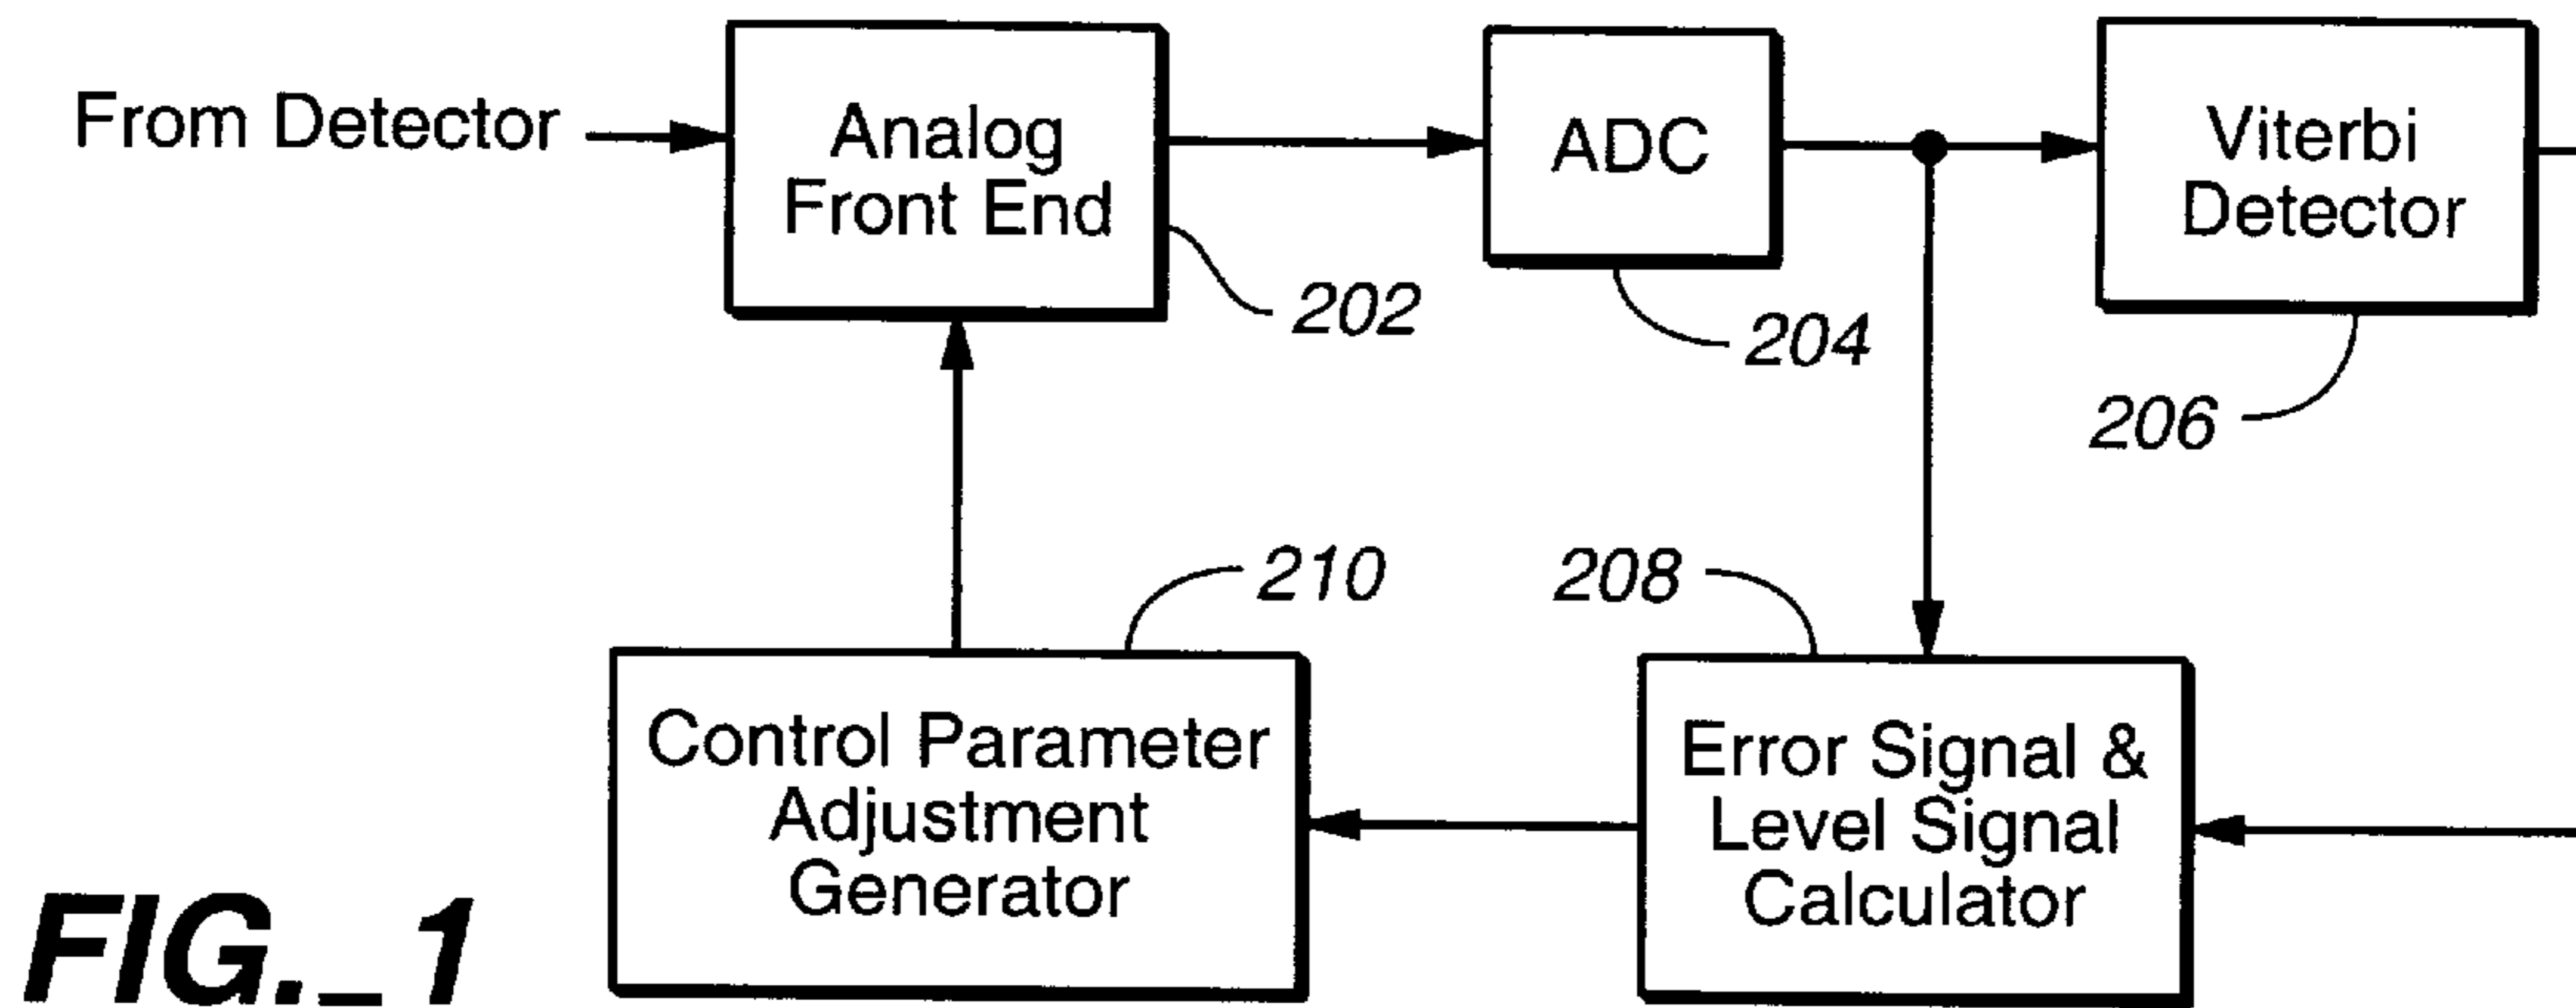 From Detector
Analog
Front End
ADC
Viterbi
Detector
202
204
206
210
208
Control Parameter
Adjustment
Generator
Error Signal &
Level Signal
Calculator
FIG._1